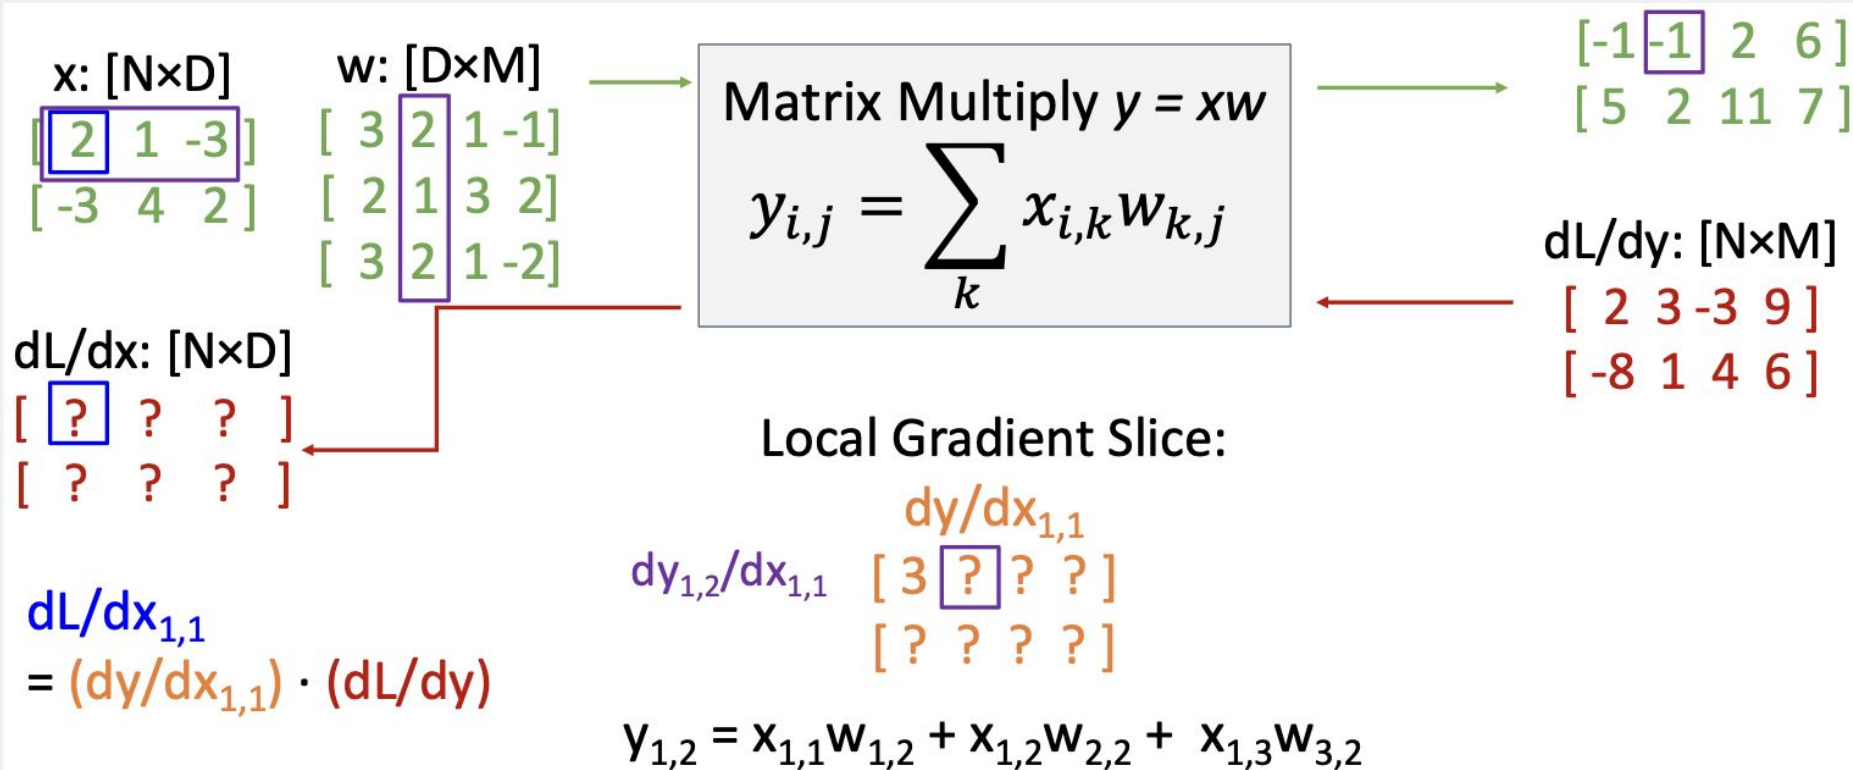 x: [N×D]
[ 2 1 -3 ]
[ -3 4 2 ]
w: [D×M]
[ 3 2 1 -1]
[ 2 1 3 2]
[ 3 2 1 -2]
Matrix Multiply y = xw
y_{i,j} = ∑_k x_{i,k}w_{k,j}
[-1 -1 2 6 ]
[ 5 2 11 7 ]
dL/dy: [N×M]
[ 2 3 -3 9 ]
[ -8 1 4 6 ]
dL/dx: [N×D]
[ ? ? ? ]
[ ? ? ? ]
Local Gradient Slice:
dy/dx_{1,1}
dy_{1,2}/dx_{1,1} [ 3 ? ? ? ]
[ ? ? ? ? ]
dL/dx_{1,1}
= (dy/dx_{1,1}) · (dL/dy)
y_{1,2} = x_{1,1}w_{1,2} + x_{1,2}w_{2,2} + x_{1,3}w_{3,2}